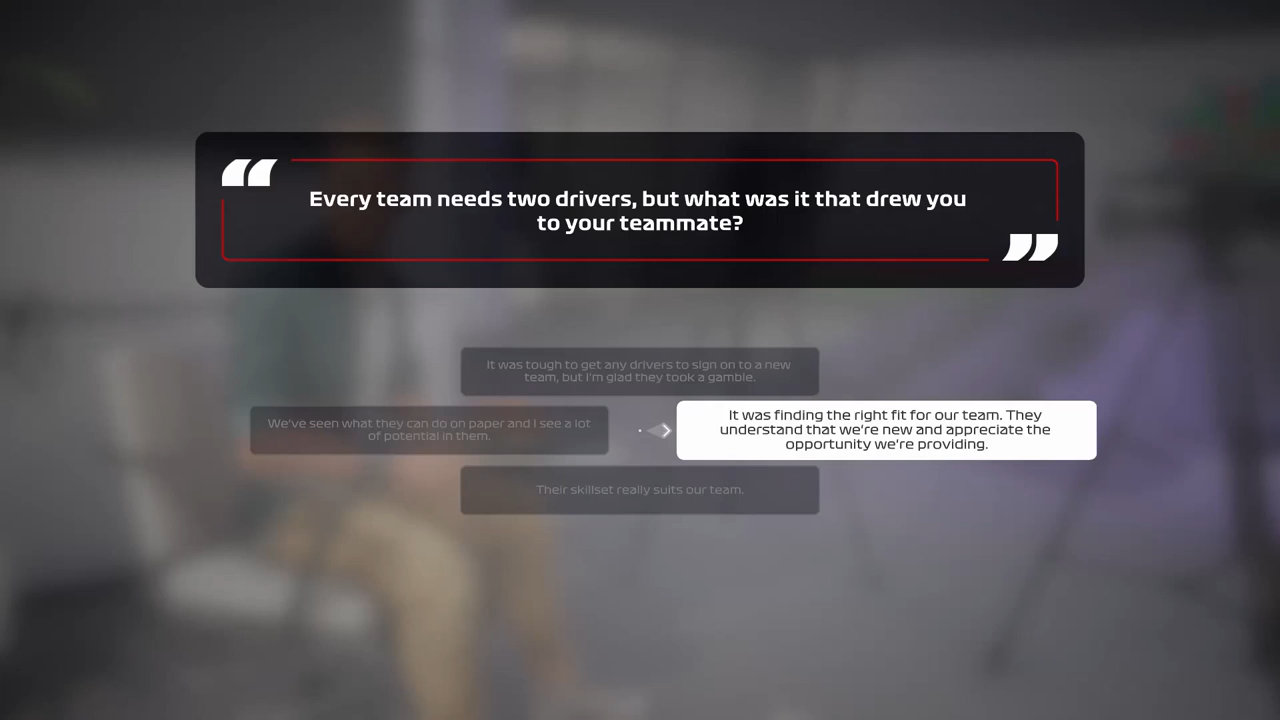 Every team needs two drivers, but what was it that drew you
to your teammate?
It was tough to get any drivers to sign on to a new
team, but I'm glad they took a gamble.
We've seen what they can do on paper and I see a lot
of potential in them.
It was finding the right fit for our team. They
understand that we're new and appreciate the
opportunity we're providing.
Their skillset really suits our team.